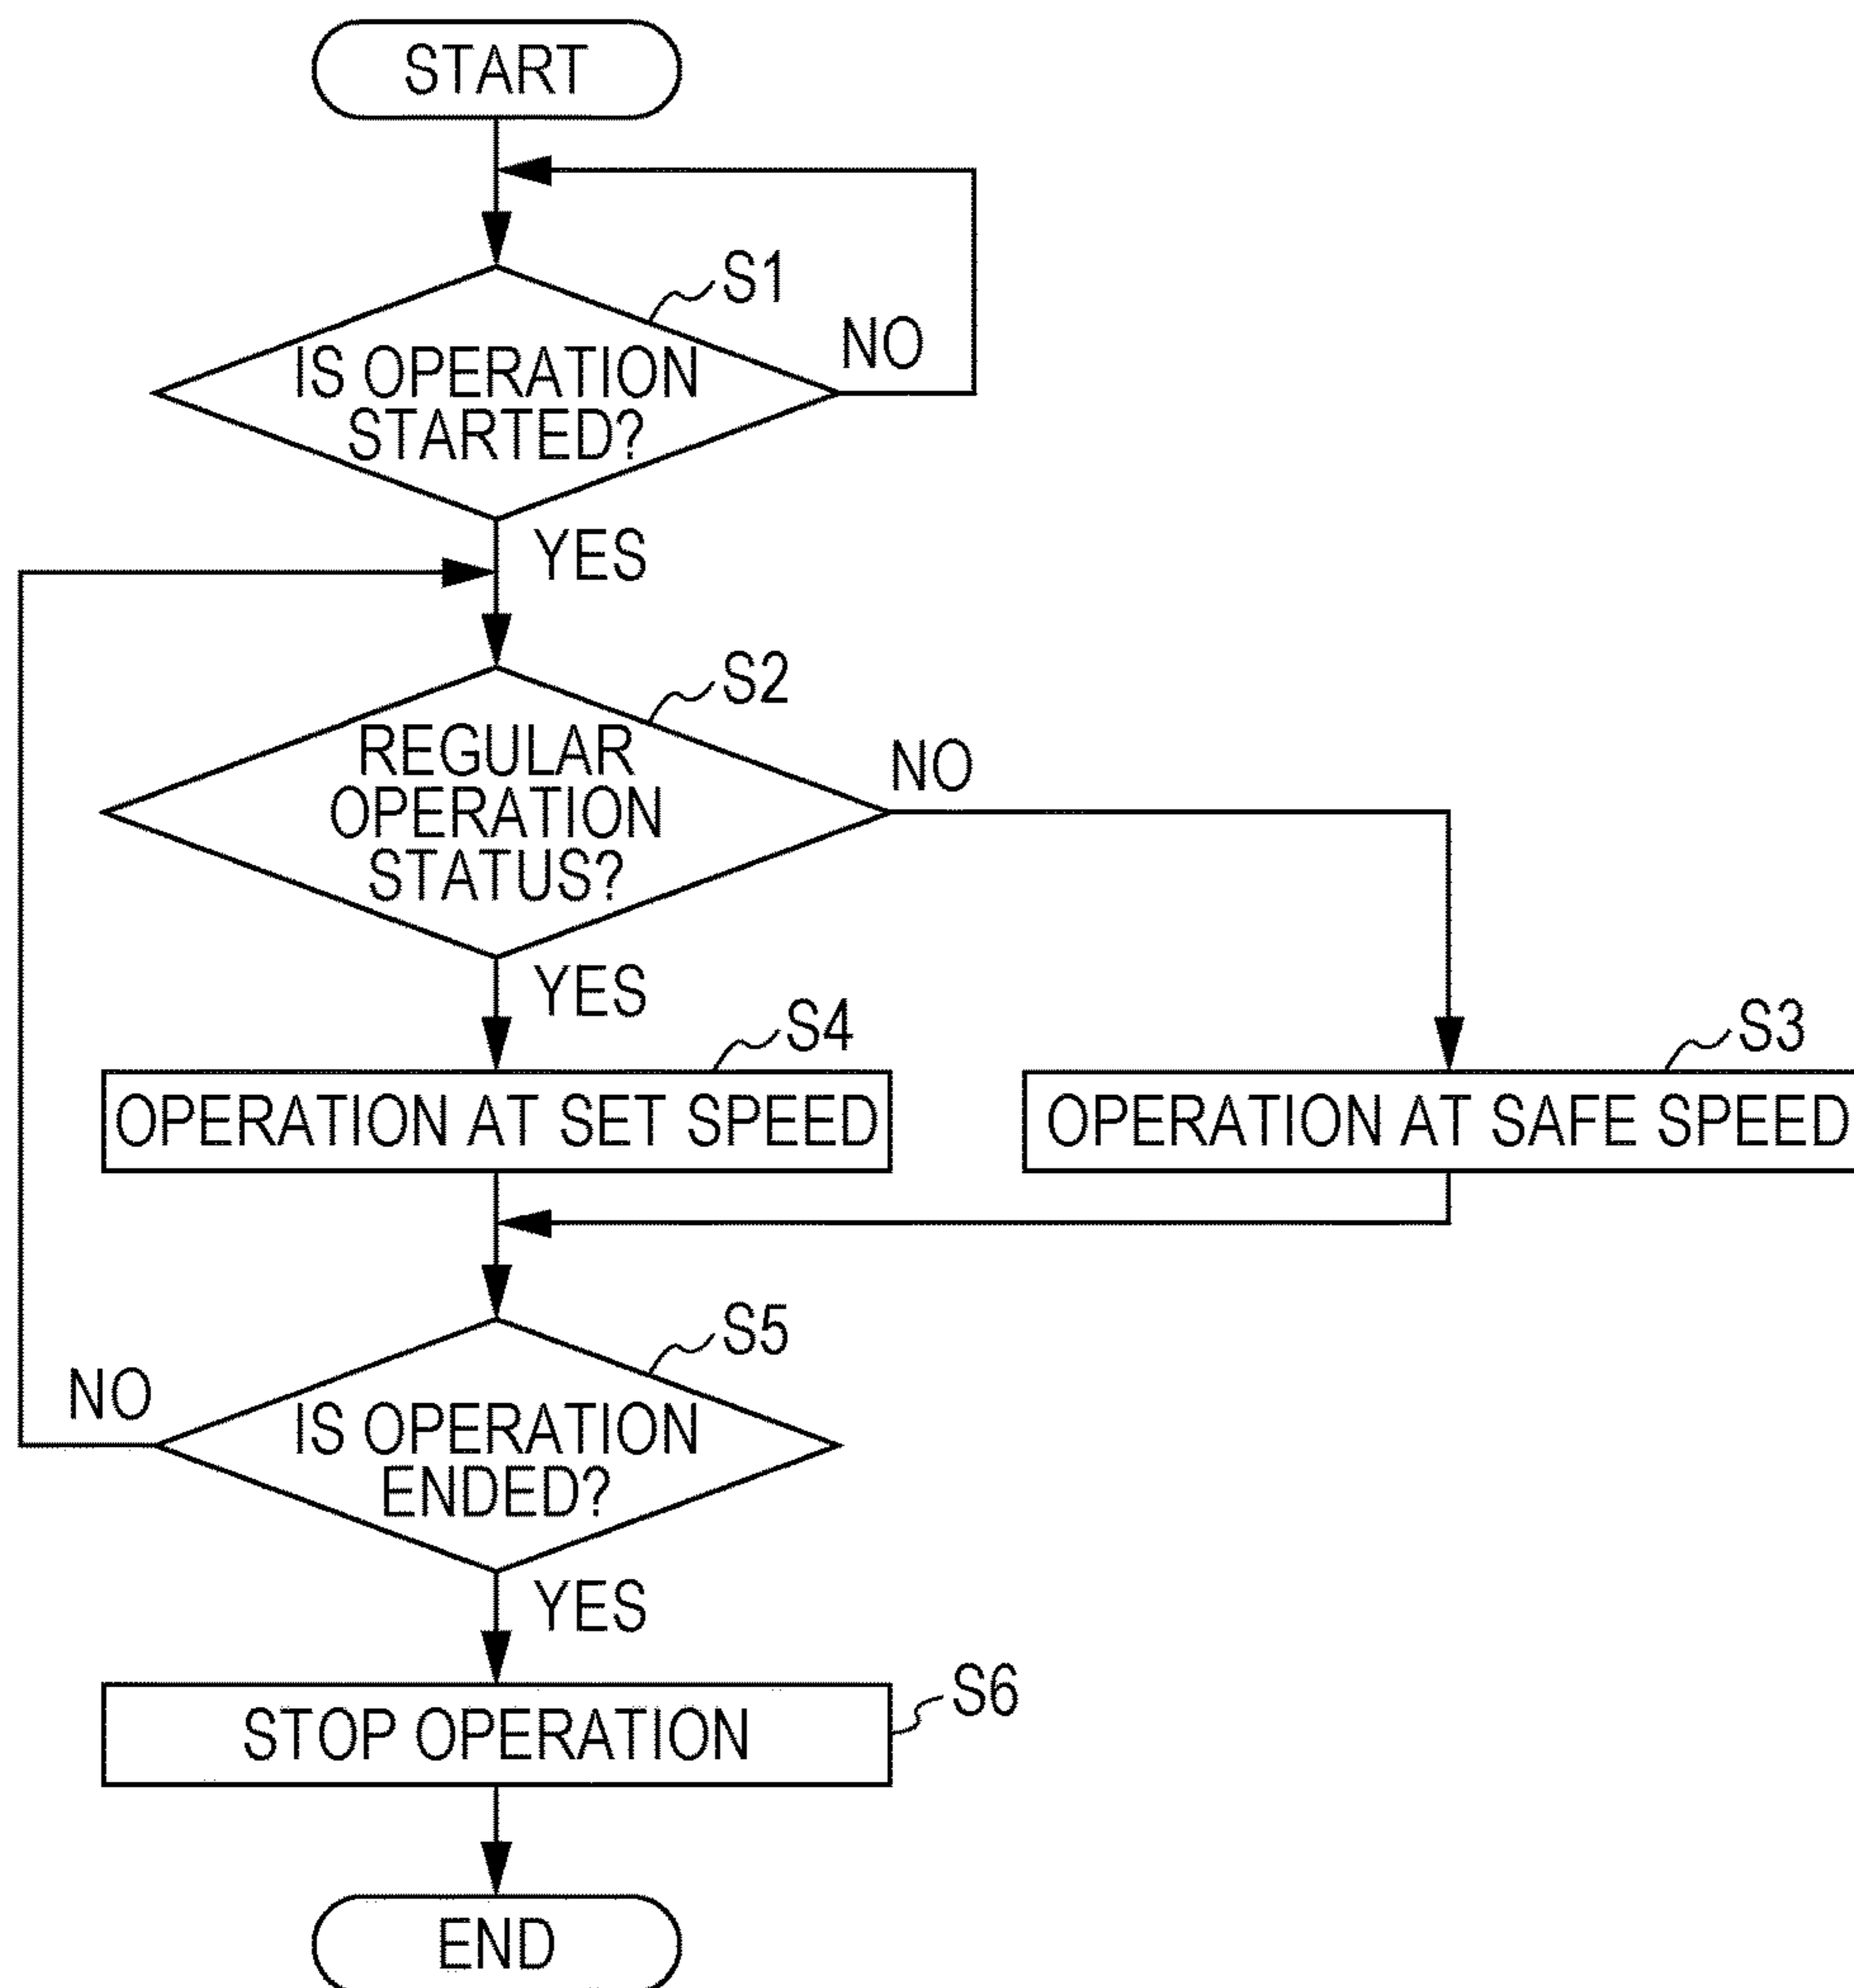 START
S1
NO
IS OPERATION
STARTED?
YES
S2
REGULAR
OPERATION
STATUS?
NO
YES
S4
S3
OPERATION AT SET SPEED
OPERATION AT SAFE SPEED
S5
NO
IS OPERATION
ENDED?
YES
S6
STOP OPERATION
END